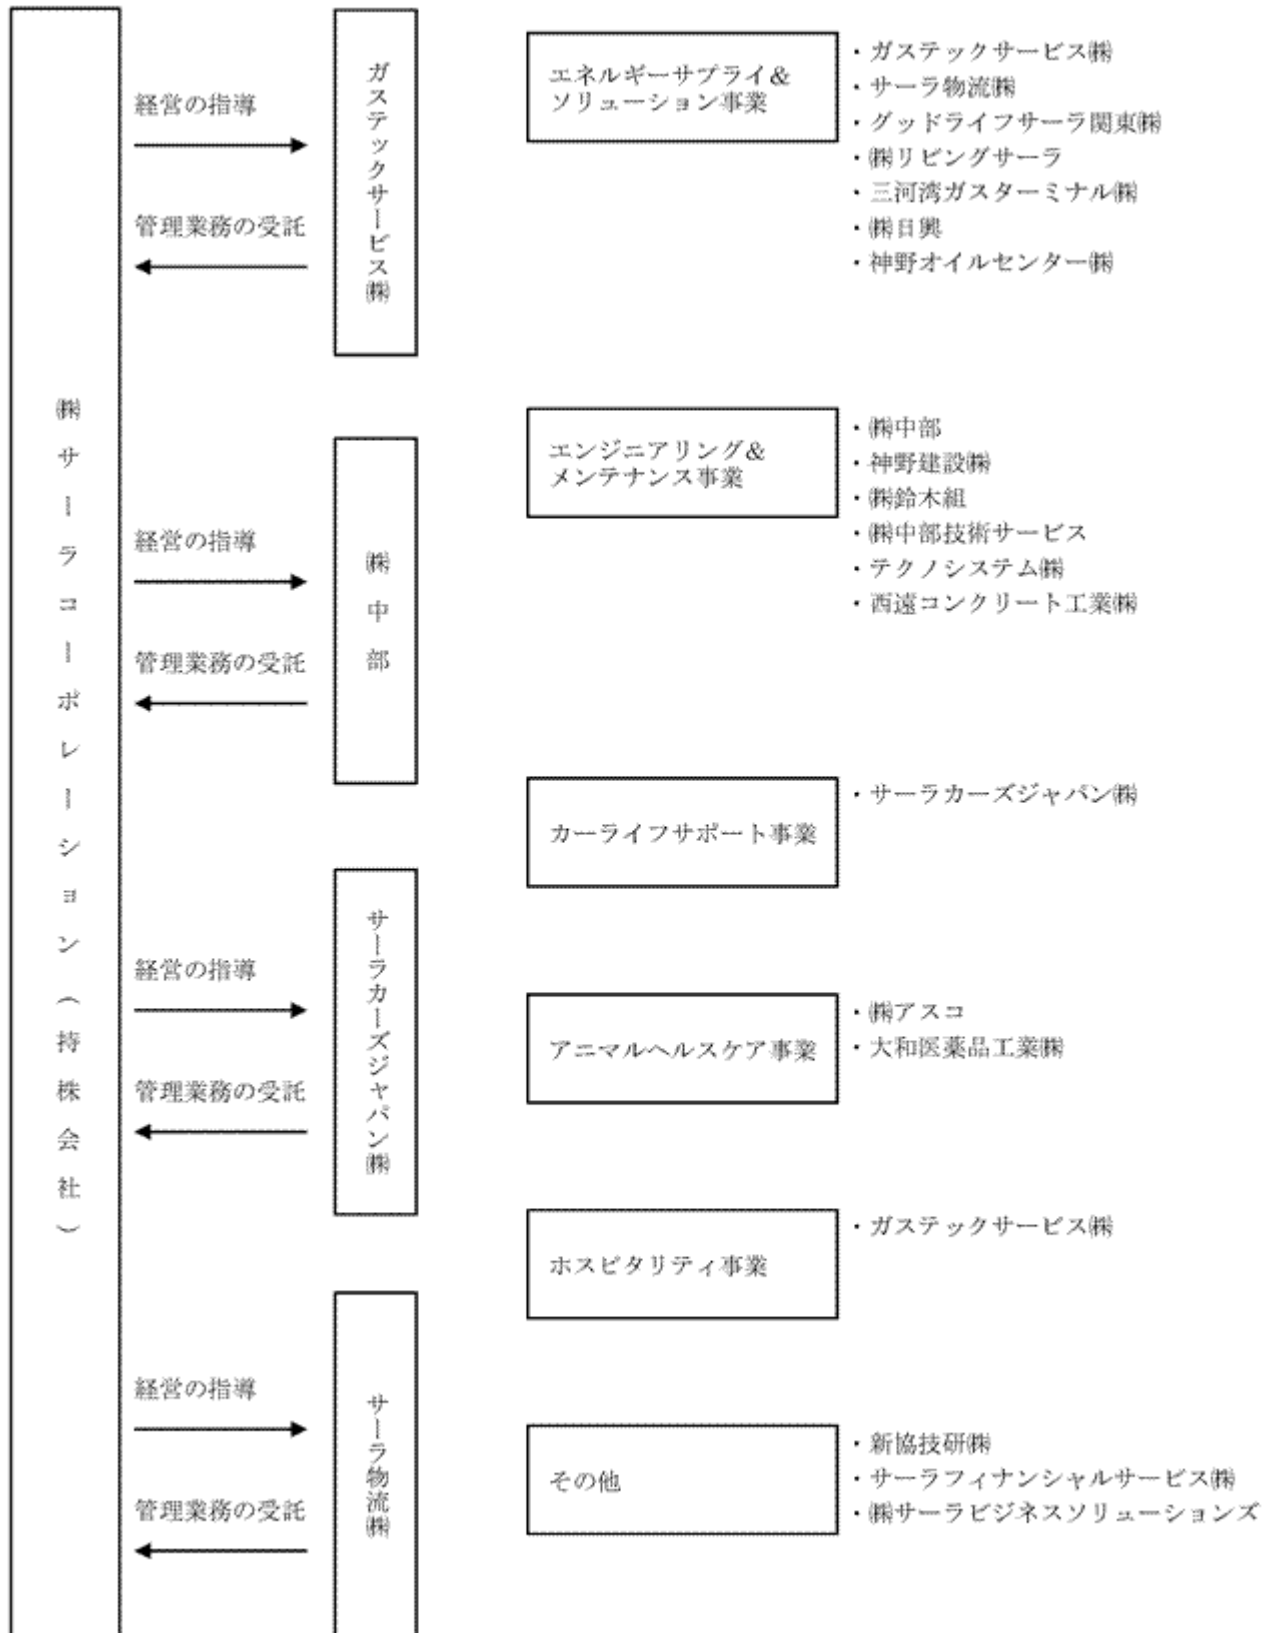 ㈱サーラコーポレーション（持株会社）
経営の指導
管理業務の受託
ガステックサービス㈱
経営の指導
管理業務の受託
㈱中部
経営の指導
管理業務の受託
サーラカーズジャパン㈱
経営の指導
管理業務の受託
サーラ物流㈱
エネルギーサプライ＆
ソリューション事業
・ガステックサービス㈱
・サーラ物流㈱
・グッドライフサーラ関東㈱
・㈱リビングサーラ
・三河湾ガスターミナル㈱
・㈱日興
・神野オイルセンター㈱
エンジニアリング＆
メンテナンス事業
・㈱中部
・神野建設㈱
・㈱鈴木組
・㈱中部技術サービス
・テクノシステム㈱
・西遠コンクリート工業㈱
カーライフサポート事業
・サーラカーズジャパン㈱
アニマルヘルスケア事業
・㈱アスコ
・大和医薬品工業㈱
ホスピタリティ事業
・ガステックサービス㈱
その他
・新協技研㈱
・サーラフィナンシャルサービス㈱
・㈱サーラビジネスソリューションズ